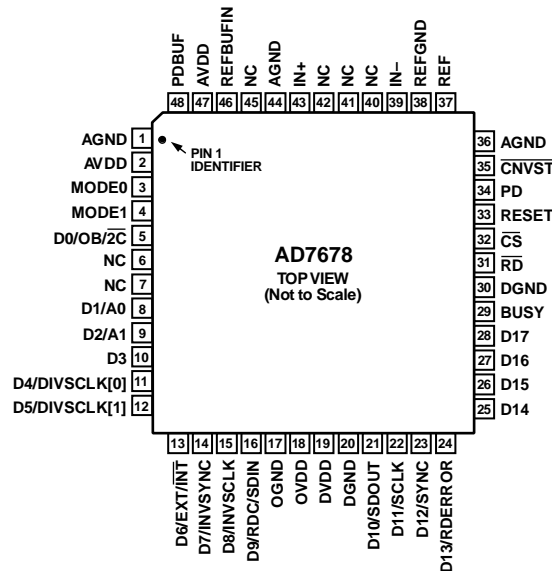 PDBUF
AVDD
REFBUFIN
NC
AGND
IN+
NC
NC
NC
IN–
REFGND
REF
48 47 46 45 44 43 42 41 40 39 38 37
AGND 1
AVDD 2
MODE0 3
MODE1 4
D0/OB/2C̅ 5
NC 6
NC 7
D1/A0 8
D2/A1 9
D3 10
D4/DIVSCLK[0] 11
D5/DIVSCLK[1] 12
PIN 1
IDENTIFIER
AD7678
TOP VIEW
(Not to Scale)
36 AGND
35 C̅N̅V̅S̅T̅
34 PD
33 RESET
32 C̅S̅
31 R̅D̅
30 DGND
29 BUSY
28 D17
27 D16
26 D15
25 D14
13 14 15 16 17 18 19 20 21 22 23 24
D6/EXT/I̅N̅T̅
D7/INVSYNC
D8/INVSCLK
D9/RDC/SDIN
OGND
OVDD
DVDD
DGND
D10/SDOUT
D11/SCLK
D12/SYNC
D13/RDERROR